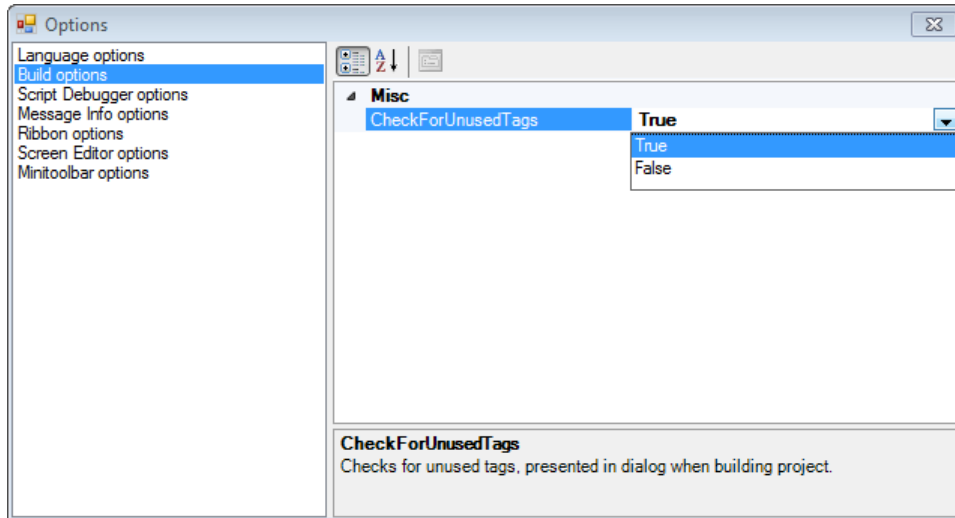 Options
Language options
Build options
Script Debugger options
Message Info options
Ribbon options
Screen Editor options
Minitoolbar options
A
Z
Misc
CheckForUnusedTags True
True
False
CheckForUnusedTags
Checks for unused tags, presented in dialog when building project.